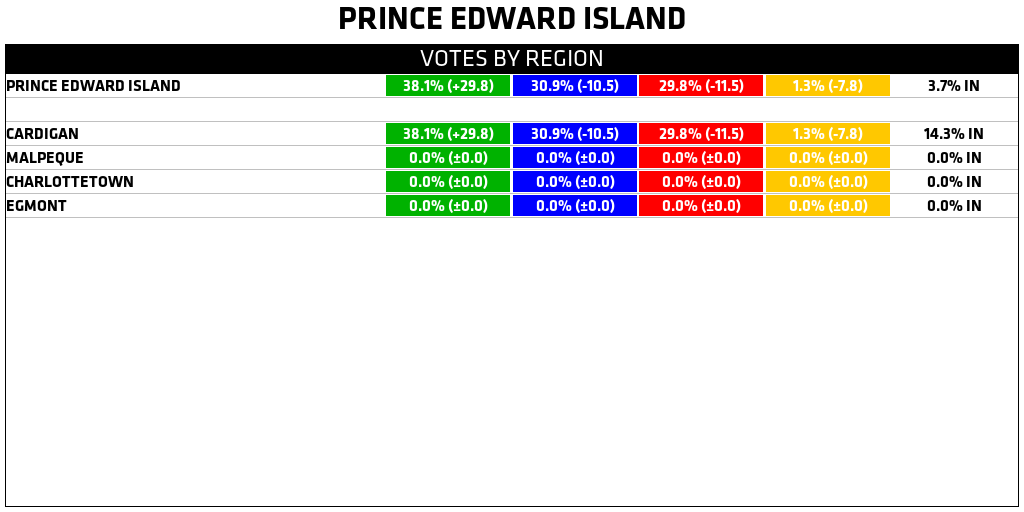 PRINCE EDWARD ISLAND
VOTES BY REGION
PRINCE EDWARD ISLAND 38.1% (+29.8) 30.9% (-10.5) 29.8% (-11.5) 1.3% (-7.8) 3.7% IN
CARDIGAN 38.1% (+29.8) 30.9% (-10.5) 29.8% (-11.5) 1.3% (-7.8) 14.3% IN
MALPEQUE 0.0% (±0.0) 0.0% (±0.0) 0.0% (±0.0) 0.0% (±0.0) 0.0% IN
CHARLOTTETOWN 0.0% (±0.0) 0.0% (±0.0) 0.0% (±0.0) 0.0% (±0.0) 0.0% IN
EGMONT 0.0% (±0.0) 0.0% (±0.0) 0.0% (±0.0) 0.0% (±0.0) 0.0% IN